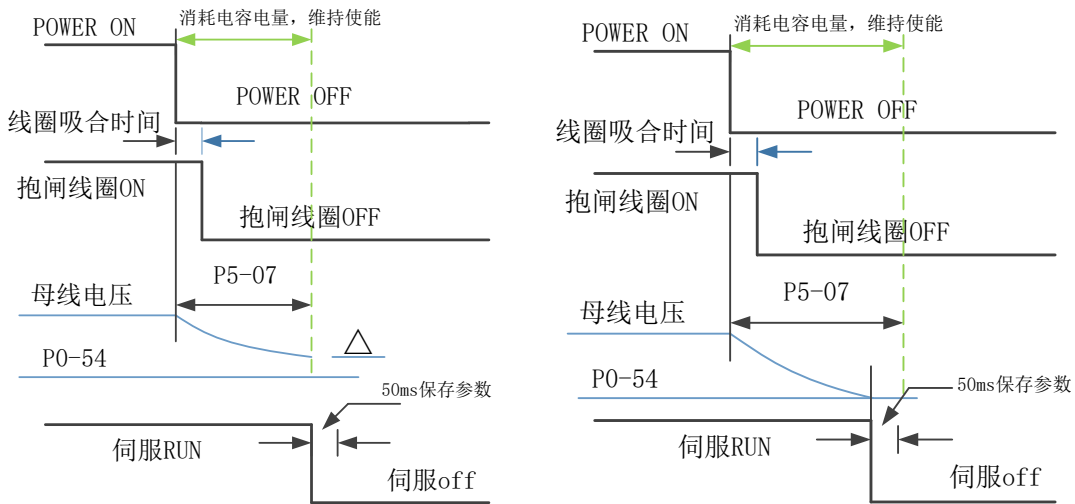 消耗电容电量，维持使能
POWER ON
POWER OFF
线圈吸合时间
抱闸线圈ON
抱闸线圈OFF
P5-07
母线电压
P0-54
50ms保存参数
伺服RUN
伺服off
消耗电容电量，维持使能
POWER ON
POWER OFF
线圈吸合时间
抱闸线圈ON
抱闸线圈OFF
P5-07
母线电压
P0-54
50ms保存参数
伺服RUN
伺服off